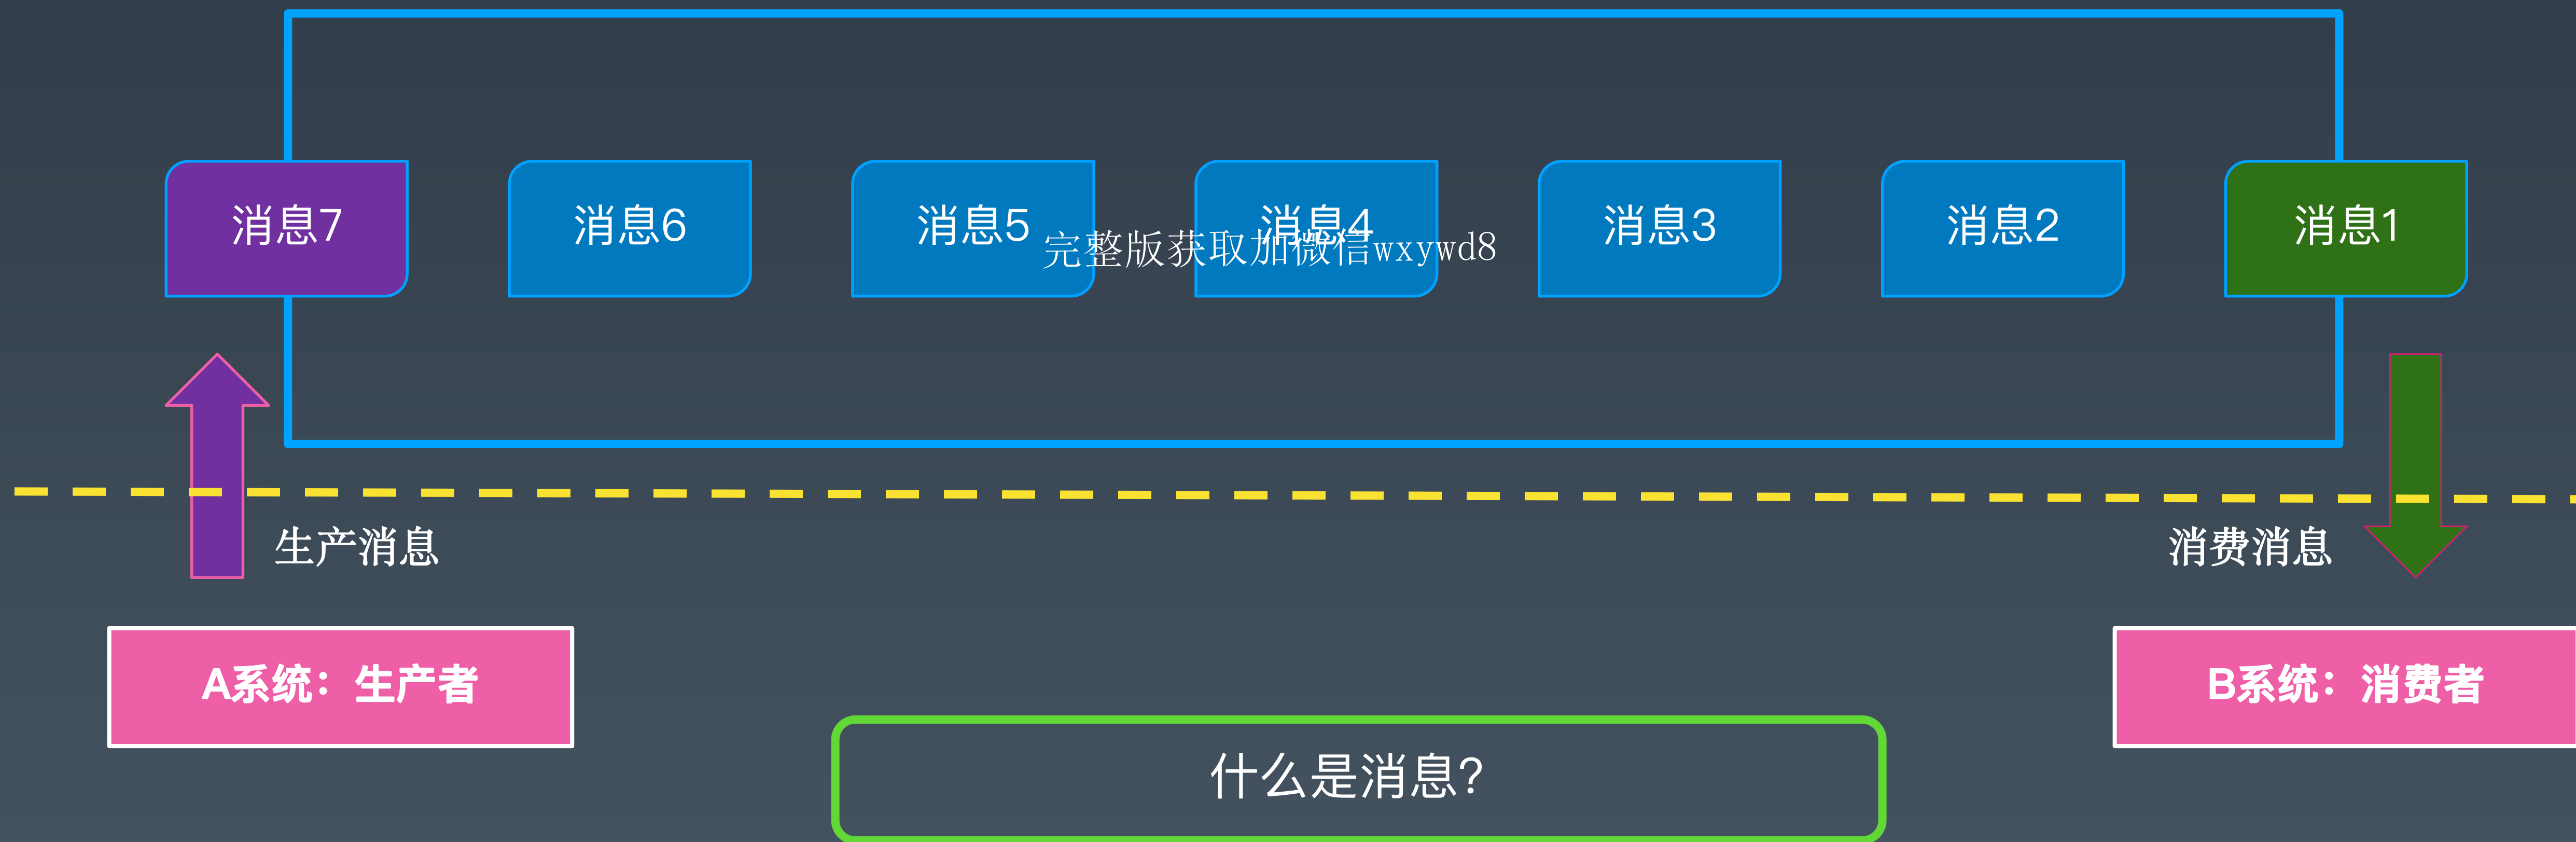 消息7
消息6
消息5
消息4
消息3
消息2
消息1
完整版获取加微信wxywd8
生产消息
消费消息
A系统：生产者
B系统：消费者
什么是消息？